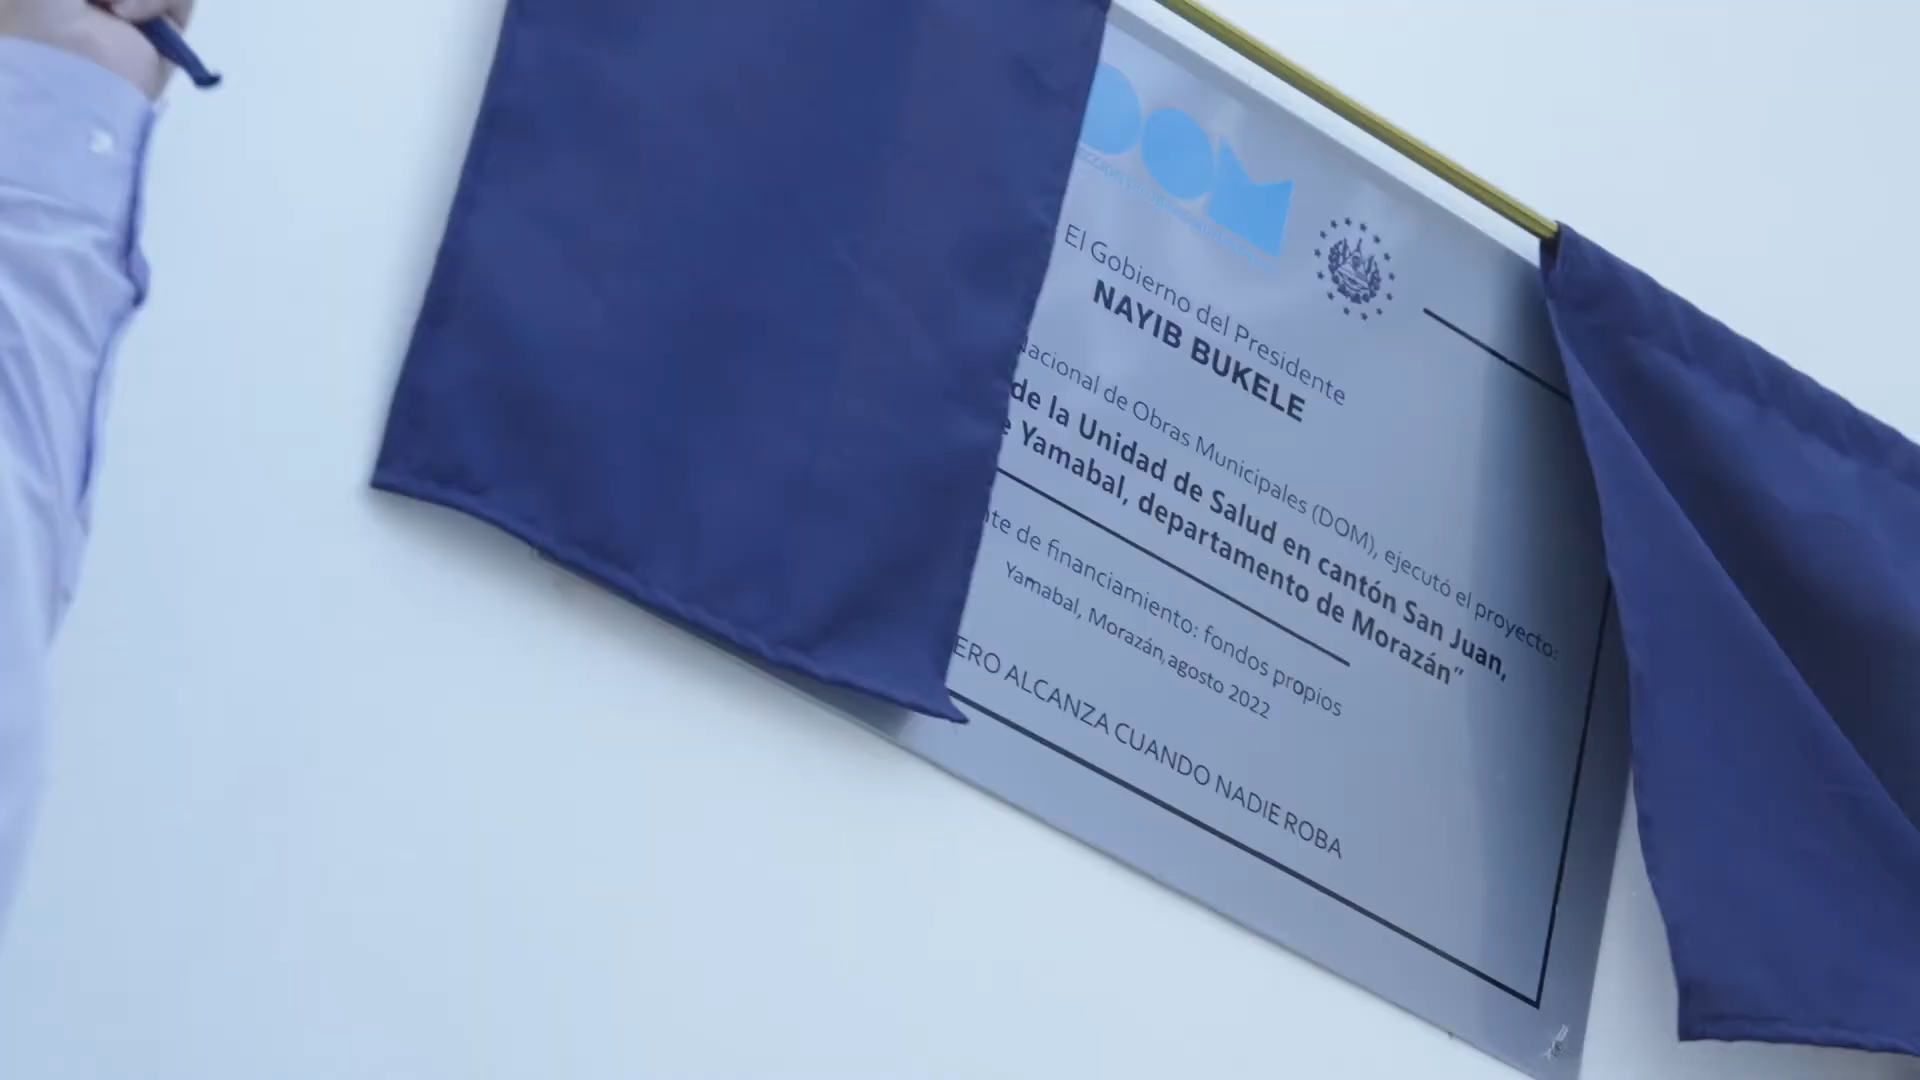 DOM
El Gobierno del Presidente
NAYIB BUKELE
Nacional de Obras Municipales (DOM), ejecutó el proyecto:
de la Unidad de Salud en cantón San Juan,
Yamabal, departamento de Morazán”
de financiamiento: fondos propios
Yamabal, Morazán, agosto 2022
ERO ALCANZA CUANDO NADIE ROBA